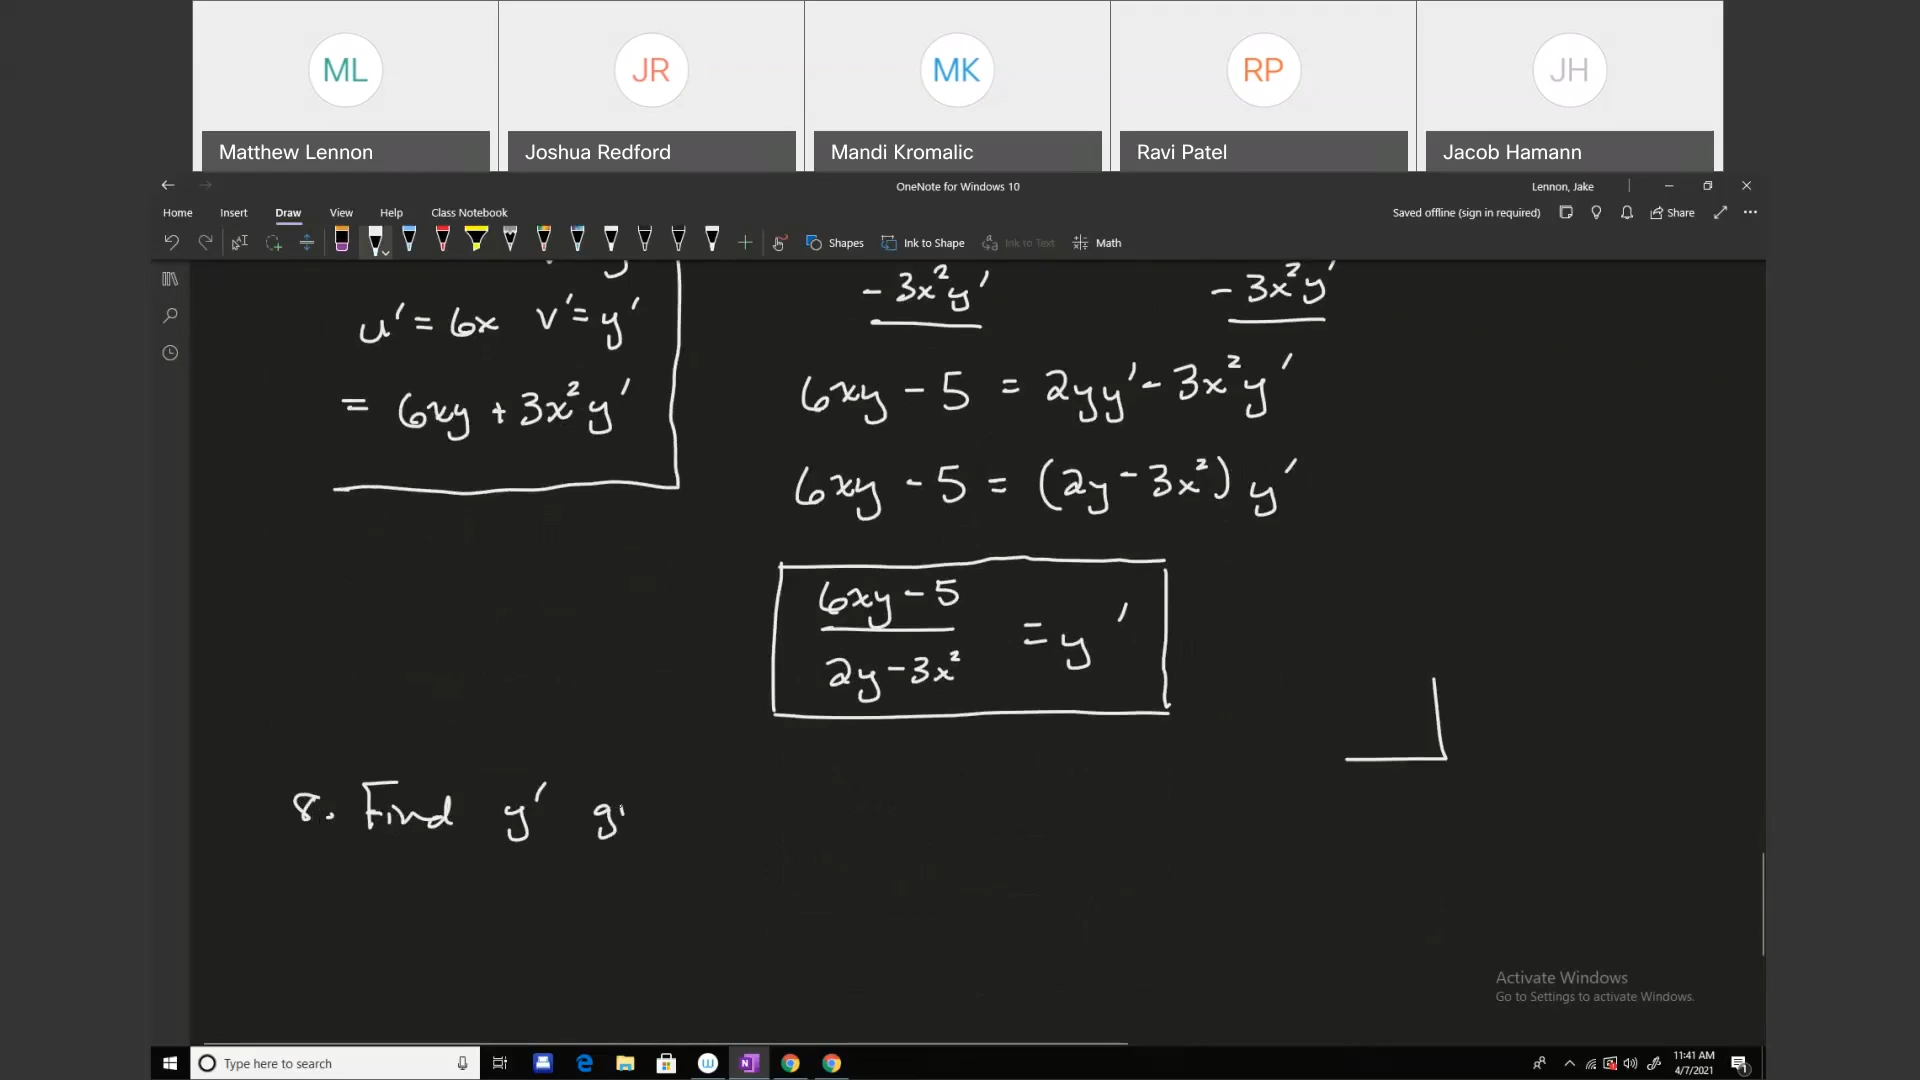 ML JR MK RP JH
Matthew Lennon Joshua Redford Mandi Kromalic Ravi Patel Jacob Hamann
OneNote for Windows 10 Lennon, Jake
Home Insert Draw View Help Class Notebook Saved offline (sign in required) Share
Shapes Ink to Shape Ink to Text Math
- 3x²y' - 3x²y'
u' = 6x v' = y'
6xy - 5 = 2yy' - 3x²y'
= 6xy + 3x²y'
6xy - 5 = (2y - 3x²) y'
6xy - 5
= y'
2y - 3x²
8. Find y' gi
Activate Windows
Go to Settings to activate Windows.
Type here to search
11:41 AM
4/7/2021